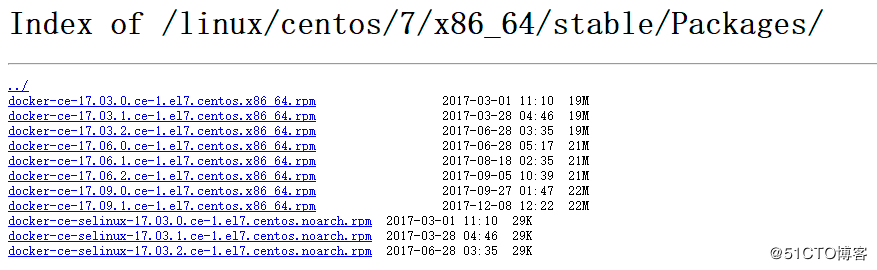 Index of /linux/centos/7/x86_64/stable/Packages/
../
docker-ce-17.03.0.ce-1.el7.centos.x86_64.rpm 2017-03-01 11:10 19M
docker-ce-17.03.1.ce-1.el7.centos.x86_64.rpm 2017-03-28 04:46 19M
docker-ce-17.03.2.ce-1.el7.centos.x86_64.rpm 2017-06-28 03:35 19M
docker-ce-17.06.0.ce-1.el7.centos.x86_64.rpm 2017-06-28 05:17 21M
docker-ce-17.06.1.ce-1.el7.centos.x86_64.rpm 2017-08-18 02:35 21M
docker-ce-17.06.2.ce-1.el7.centos.x86_64.rpm 2017-09-05 10:39 21M
docker-ce-17.09.0.ce-1.el7.centos.x86_64.rpm 2017-09-27 01:47 22M
docker-ce-17.09.1.ce-1.el7.centos.x86_64.rpm 2017-12-08 12:22 22M
docker-ce-selinux-17.03.0.ce-1.el7.centos.noarch.rpm 2017-03-01 11:10 29K
docker-ce-selinux-17.03.1.ce-1.el7.centos.noarch.rpm 2017-03-28 04:46 29K
docker-ce-selinux-17.03.2.ce-1.el7.centos.noarch.rpm 2017-06-28 03:35 29K
@51CTO博客